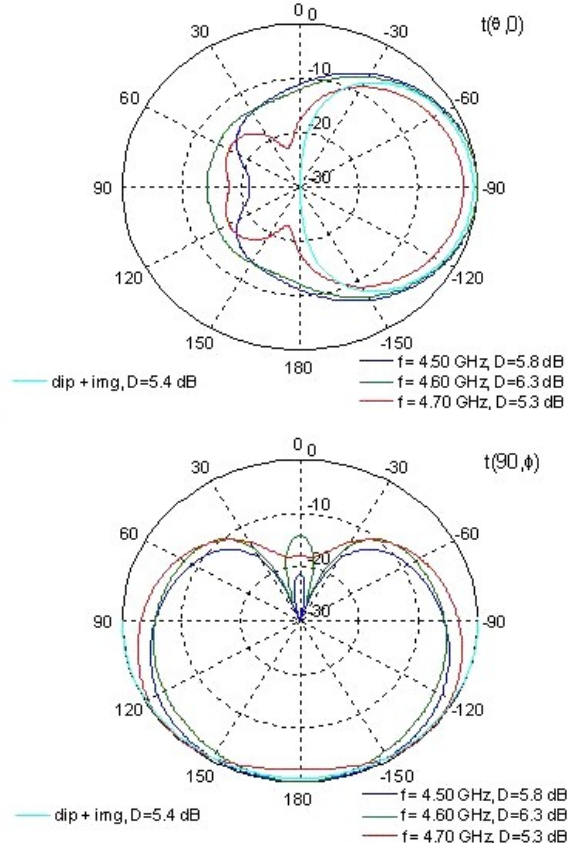 0 0
t(θ,0)
30 -30
-10
60 -60
-20
90 -30 -90
120 -120
150 -150
180
f= 4.50 GHz, D=5.8 dB
dip + img, D=5.4 dB f= 4.60 GHz, D=6.3 dB
f= 4.70 GHz, D=5.3 dB
0 0
t(90,ϕ)
30 -30
-10
60 -60
-20
90 -30 -90
120 -120
150 -150
180
f= 4.50 GHz, D=5.8 dB
dip + img, D=5.4 dB f= 4.60 GHz, D=6.3 dB
f= 4.70 GHz, D=5.3 dB